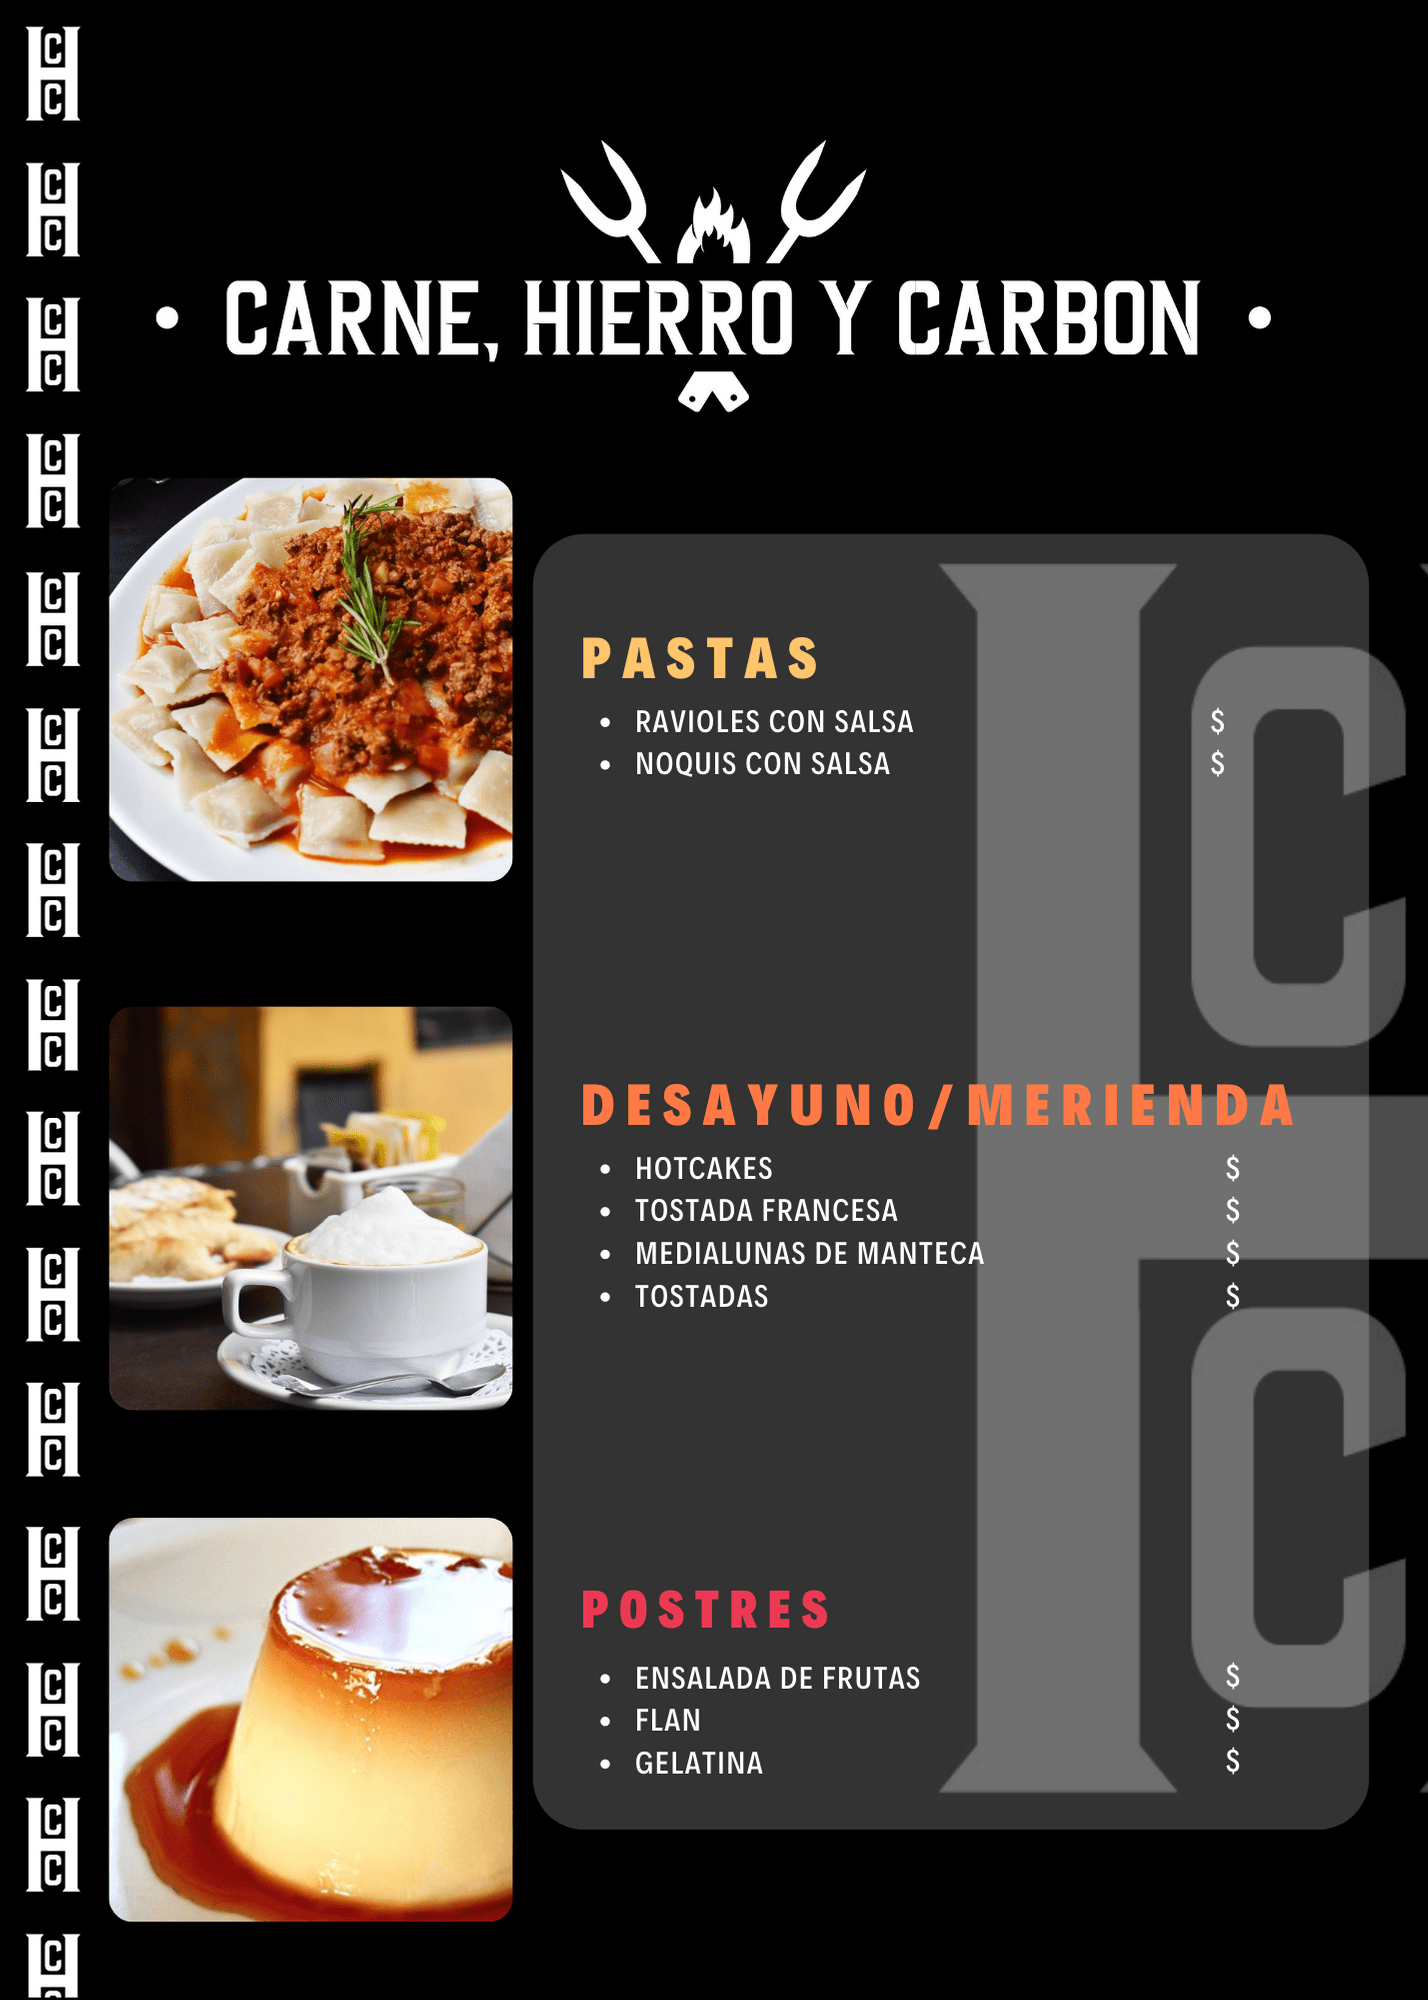 CARNE, HIERRO Y CARBON
PASTAS
• RAVIOLES CON SALSA $
• NOQUIS CON SALSA $
DESAYUNO/MERIENDA
• HOTCAKES $
• TOSTADA FRANCESA $
• MEDIALUNAS DE MANTECA $
• TOSTADAS $
POSTRES
• ENSALADA DE FRUTAS $
• FLAN $
• GELATINA $